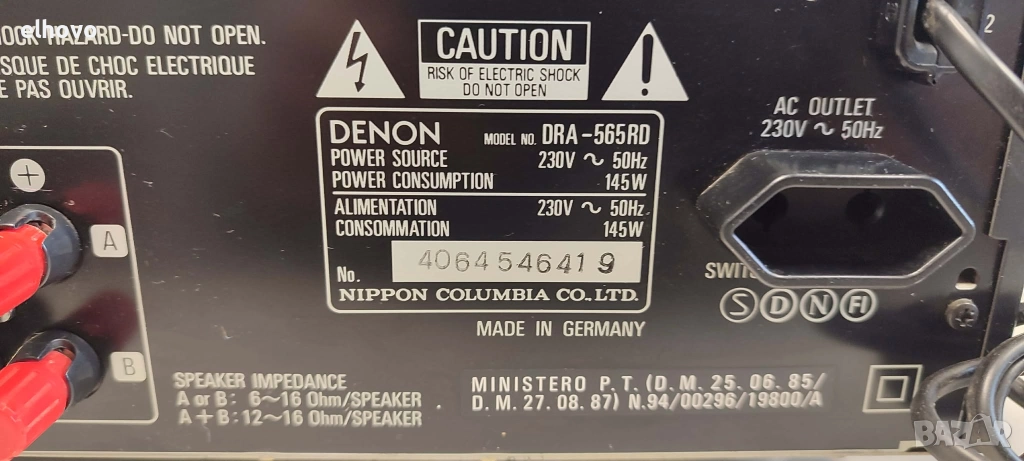 elhovo
HAZARD-DO NOT OPEN.
DE CHOC ELECTRIQUE
PAS OUVRIR.
CAUTION
RISK OF ELECTRIC SHOCK
DO NOT OPEN
DENON MODEL NO. DRA-565RD
POWER SOURCE 230V ~ 50Hz
POWER CONSUMPTION 145W
ALIMENTATION 230V ~ 50Hz
CONSOMMATION 145W
No. 4064546419
NIPPON COLUMBIA CO., LTD.
MADE IN GERMANY
2
AC OUTLET
230V ~ 50Hz
S D N FI
+
A
B
SPEAKER IMPEDANCE
A or B: 6~16 Ohm/SPEAKER
A + B: 12~16 Ohm/SPEAKER
MINISTERO P.T. (D.M. 25.06.85/
D.M. 27.08.87) N.94/00296/19800/A
BAZAR